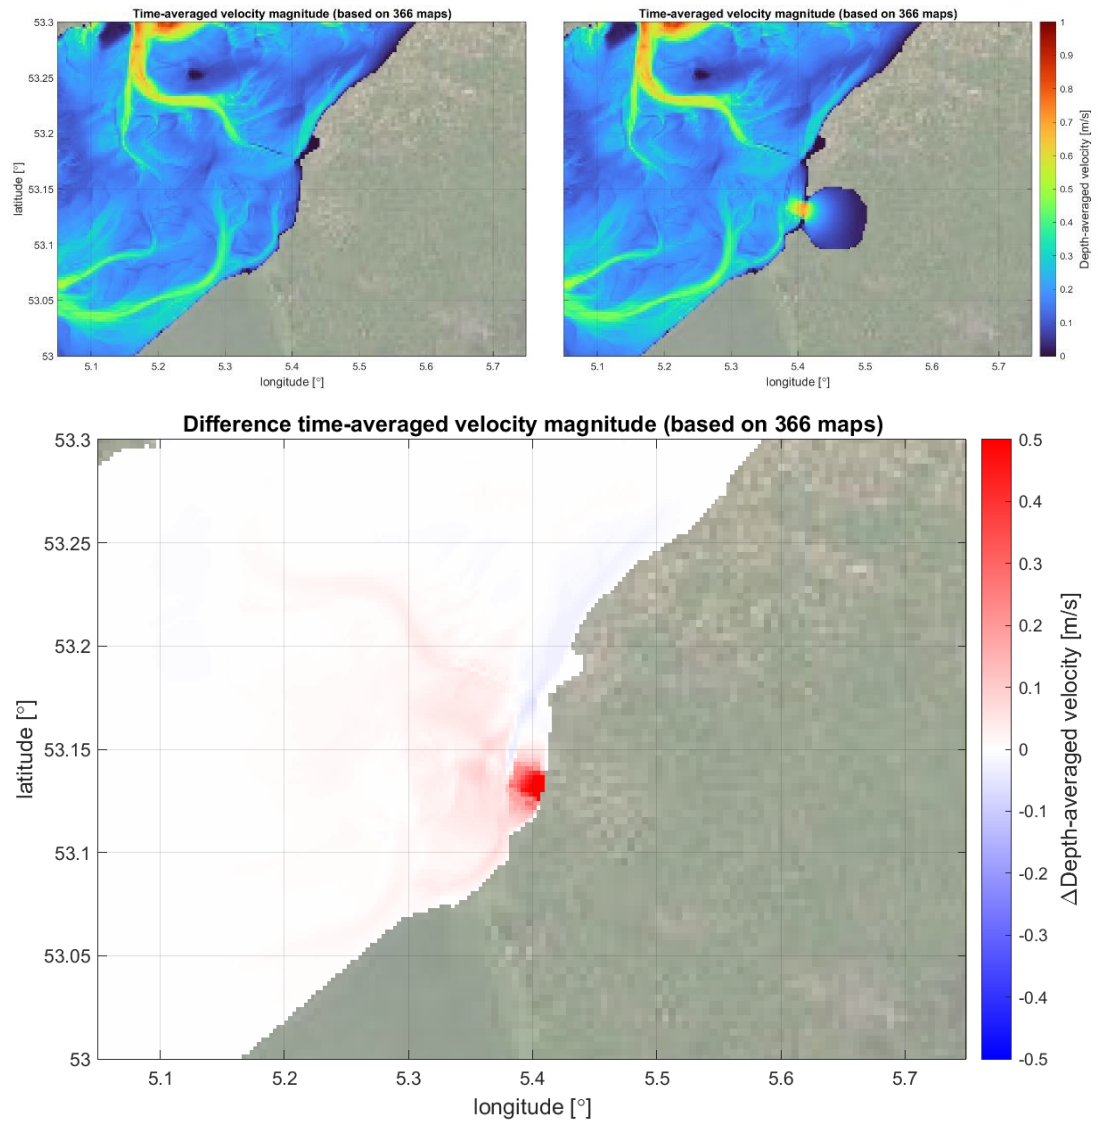 Time-averaged velocity magnitude (based on 366 maps)
53.3
53.25
53.2
53.15
53.1
53.05
53
latitude [°]
5.1 5.2 5.3 5.4 5.5 5.6 5.7
longitude [°]
Time-averaged velocity magnitude (based on 366 maps)
5.1 5.2 5.3 5.4 5.5 5.6 5.7
longitude [°]
1
0.9
0.8
0.7
0.6
0.5
0.4
0.3
0.2
0.1
0
Depth-averaged velocity [m/s]
Difference time-averaged velocity magnitude (based on 366 maps)
53.3
53.25
53.2
53.15
53.1
53.05
53
latitude [°]
5.1 5.2 5.3 5.4 5.5 5.6 5.7
longitude [°]
0.5
0.4
0.3
0.2
0.1
0
-0.1
-0.2
-0.3
-0.4
-0.5
ΔDepth-averaged velocity [m/s]